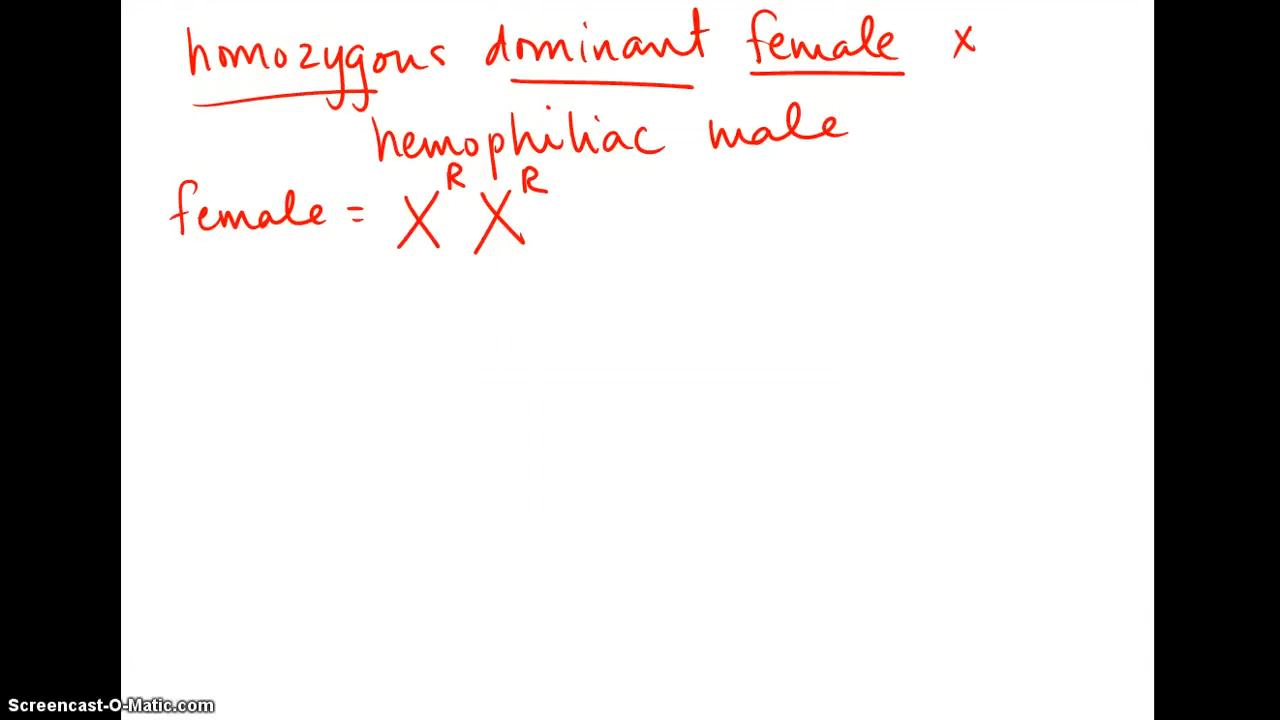 homozygous dominant female x
hemophiliac male
female = X^R X^R
Screencast-O-Matic.com